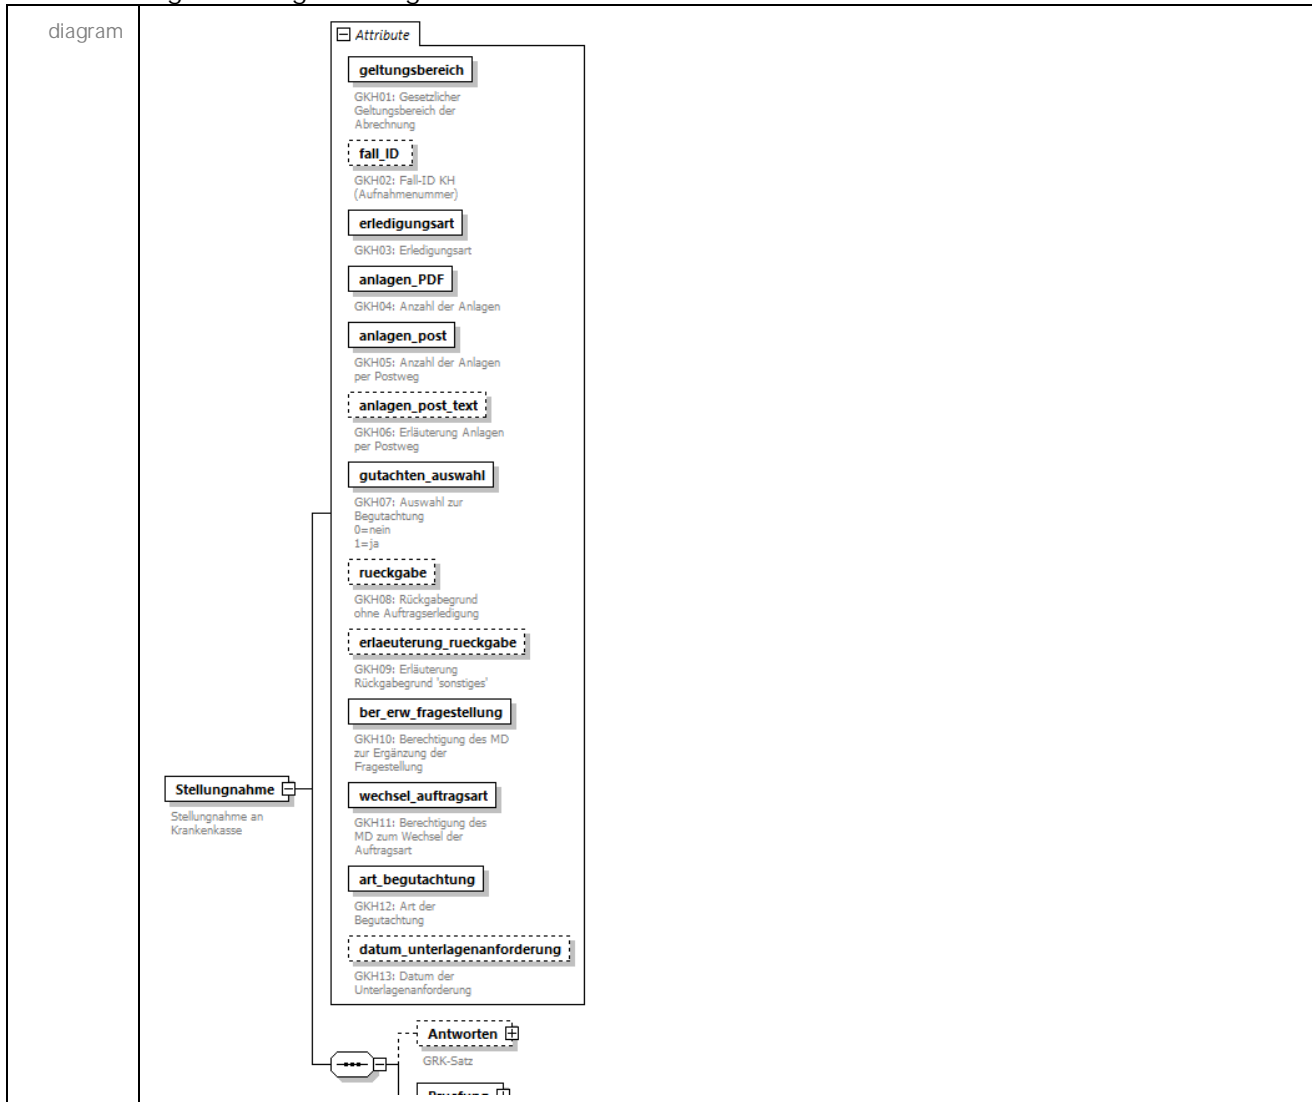 diagram
Attribute
geltungsbereich
GKH01: Gesetzlicher
Geltungsbereich der
Abrechnung
fall_ID
GKH02: Fall-ID KH
(Aufnahmenummer)
erledigungsart
GKH03: Erledigungsart
anlagen_PDF
GKH04: Anzahl der Anlagen
anlagen_post
GKH05: Anzahl der Anlagen
per Postweg
anlagen_post_text
GKH06: Erläuterung Anlagen
per Postweg
gutachten_auswahl
GKH07: Auswahl zur
Begutachtung
0=nein
1=ja
rueckgabe
GKH08: Rückgabegrund
ohne Auftragserledigung
erlaeuterung_rueckgabe
GKH09: Erläuterung
Rückgabegrund 'sonstiges'
ber_erw_fragestellung
GKH10: Berechtigung des MD
zur Ergänzung der
Fragestellung
Stellungnahme
Stellungnahme an
Krankenkasse
wechsel_auftragsart
GKH11: Berechtigung des
MD zum Wechsel der
Auftragsart
art_begutachtung
GKH12: Art der
Begutachtung
datum_unterlagenanforderung
GKH13: Datum der
Unterlagenanforderung
Antworten
GRK-Satz